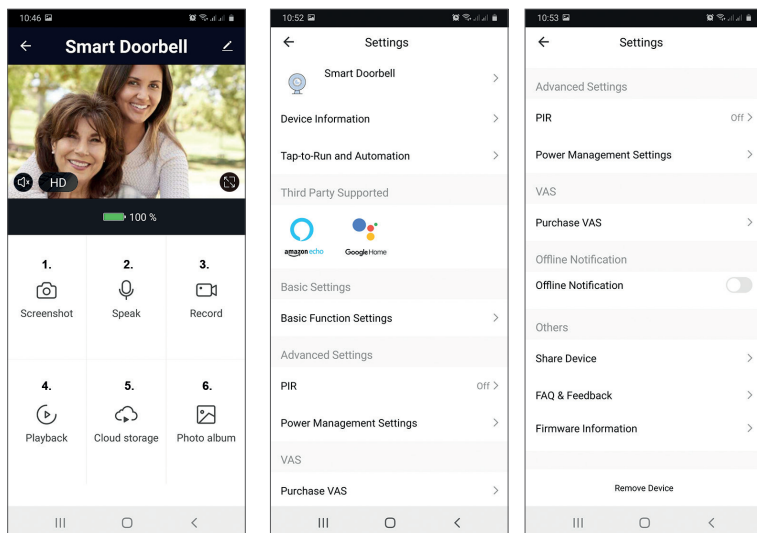 10:46
Smart Doorbell
HD
100 %
1.
2.
3.
Screenshot
Speak
Record
4.
5.
6.
Playback
Cloud storage
Photo album
10:52
Settings
Smart Doorbell
Device Information
Tap-to-Run and Automation
Third Party Supported
amazon echo
Google Home
Basic Settings
Basic Function Settings
Advanced Settings
PIR
Off
Power Management Settings
VAS
Purchase VAS
10:53
Settings
Advanced Settings
PIR
Off
Power Management Settings
VAS
Purchase VAS
Offline Notification
Offline Notification
Others
Share Device
FAQ & Feedback
Firmware Information
Remove Device